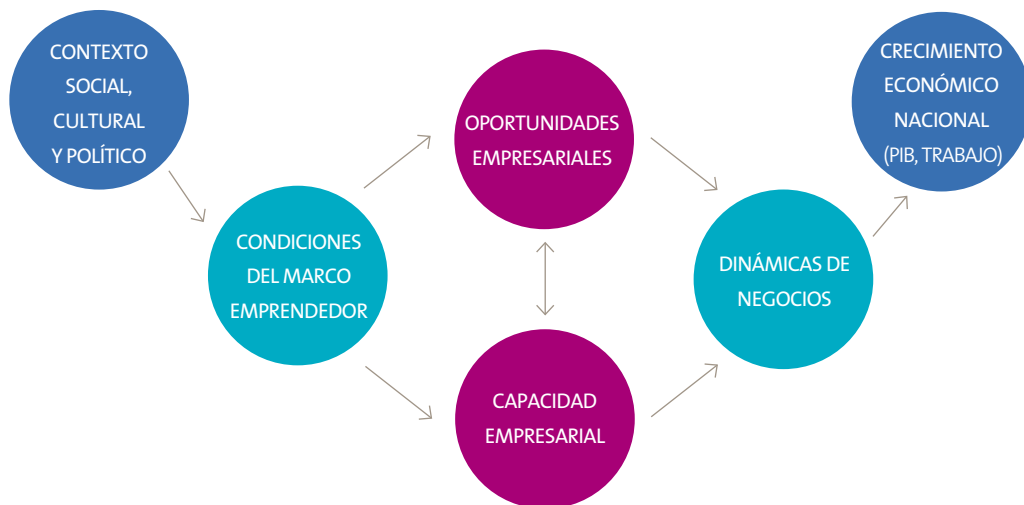 CONTEXTO
SOCIAL,
CULTURAL
Y POLÍTICO
CONDICIONES
DEL MARCO
EMPRENDEDOR
OPORTUNIDADES
EMPRESARIALES
CAPACIDAD
EMPRESARIAL
DINÁMICAS DE
NEGOCIOS
CRECIMIENTO
ECONÓMICO
NACIONAL
(PIB, TRABAJO)